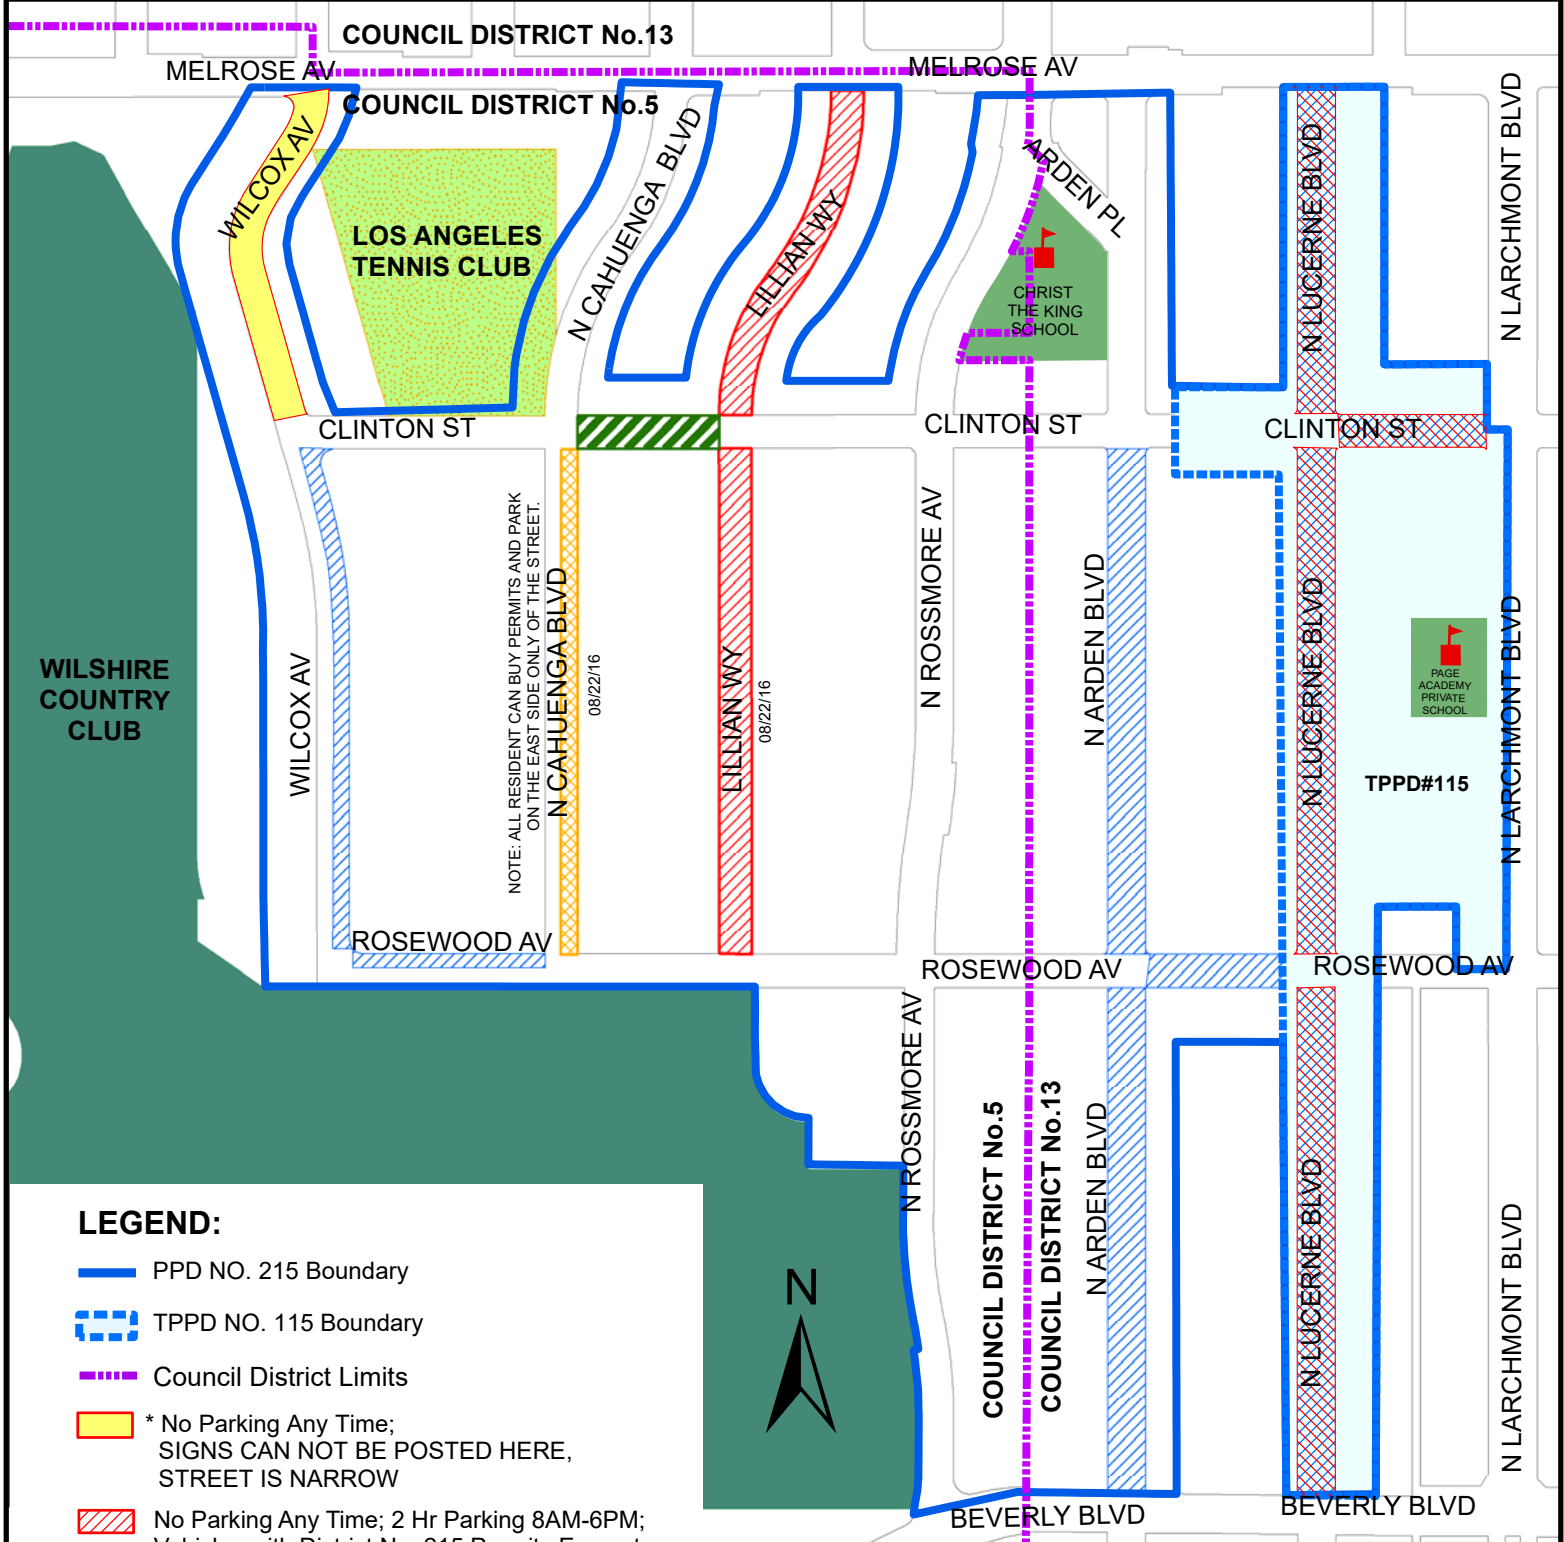 COUNCIL DISTRICT No.13
MELROSE AV
MELROSE AV
COUNCIL DISTRICT No.5
WILCOX AV
LOS ANGELES
TENNIS CLUB
N CAHUENGA BLVD
LILLIAN WY
ARDEN PL
CHRIST
THE KING
SCHOOL
N LUCERNE BLVD
N LARCHMONT BLVD
CLINTON ST
CLINTON ST
CLINTON ST
WILSHIRE
COUNTRY
CLUB
WILCOX AV
NOTE: ALL RESIDENT CAN BUY PERMITS AND PARK
ON THE EAST SIDE ONLY OF THE STREET.
N CAHUENGA BLVD
08/22/16
LILLIAN WY
08/22/16
N ROSSMORE AV
N ARDEN BLVD
N LUCERNE BLVD
PAGE
ACADEMY
PRIVATE
SCHOOL
TPPD#115
N LARCHMONT BLVD
ROSEWOOD AV
ROSEWOOD AV
ROSEWOOD AV
N ROSSMORE AV
COUNCIL DISTRICT No.5
COUNCIL DISTRICT No.13
N ARDEN BLVD
N LUCERNE BLVD
N LARCHMONT BLVD
BEVERLY BLVD
BEVERLY BLVD
N
LEGEND:
PPD NO. 215 Boundary
TPPD NO. 115 Boundary
Council District Limits
* No Parking Any Time;
SIGNS CAN NOT BE POSTED HERE,
STREET IS NARROW
No Parking Any Time; 2 Hr Parking 8AM-6PM;